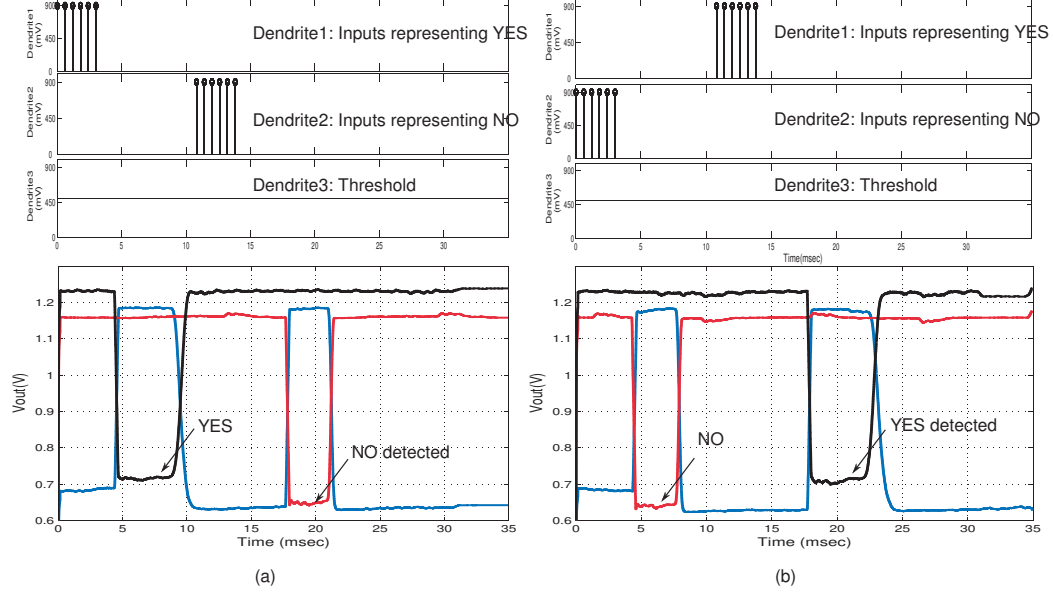 Dendrite1
(mV)
900
450
0
Dendrite1: Inputs representing YES
Dendrite2
(mV)
900
450
0
Dendrite2: Inputs representing NO
Dendrite3
(mV)
900
450
0
Dendrite3: Threshold
0 5 10 15 20 25 30 35
Vout(V)
1.2
1.1
1
0.9
0.8
0.7
0.6
YES
NO detected
0 5 10 15 20 25 30 35
Time (msec)
(a)
Dendrite1
(mV)
900
450
0
Dendrite1: Inputs representing YES
Dendrite2
(mV)
900
450
0
Dendrite2: Inputs representing NO
Dendrite3
(mV)
900
450
0
Dendrite3: Threshold
0 5 10 15 20 25 30 35
Time(msec)
Vout(V)
1.2
1.1
1
0.9
0.8
0.7
0.6
NO
YES detected
0 5 10 15 20 25 30 35
Time (msec)
(b)